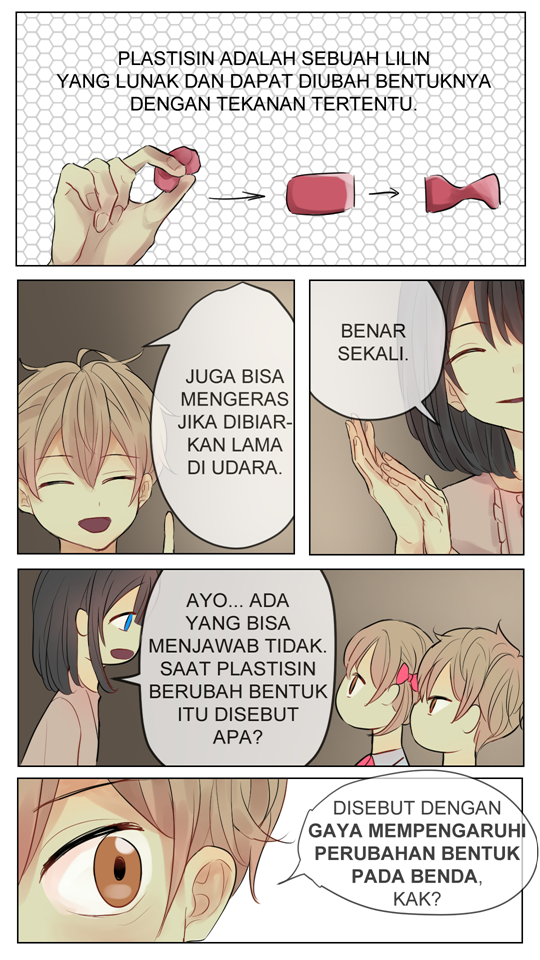 PLASTISIN ADALAH SEBUAH LILIN
YANG LUNAK DAN DAPAT DIUBAH BENTUKNYA
DENGAN TEKANAN TERTENTU.
JUGA BISA
MENGERAS
JIKA DIBIAR-
KAN LAMA
DI UDARA.
BENAR
SEKALI.
AYO... ADA
YANG BISA
MENJAWAB TIDAK.
SAAT PLASTISIN
BERUBAH BENTUK
ITU DISEBUT
APA?
DISEBUT DENGAN
GAYA MEMPENGARUHI
PERUBAHAN BENTUK
PADA BENDA,
KAK?